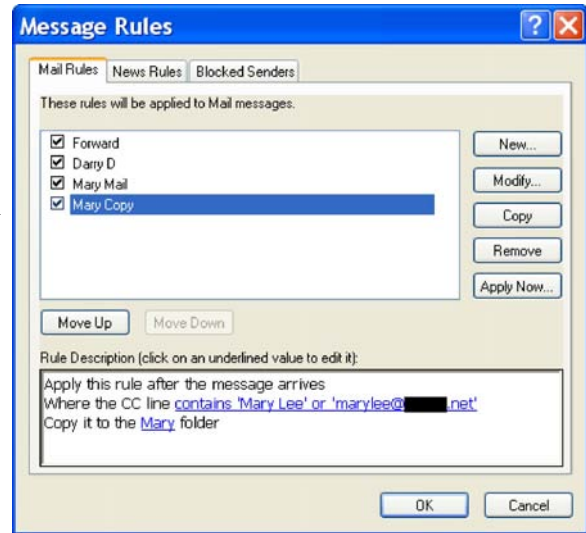 Message Rules
Mail Rules News Rules Blocked Senders
These rules will be applied to Mail messages.
Forward
Darry D
Mary Mail
Mary Copy
New...
Modify...
Copy
Remove
Apply Now...
Move Up Move Down
Rule Description (click on an underlined value to edit it):
Apply this rule after the message arrives
Where the CC line contains 'Mary Lee' or 'marylee@ .net'
Copy it to the Mary folder
OK Cancel